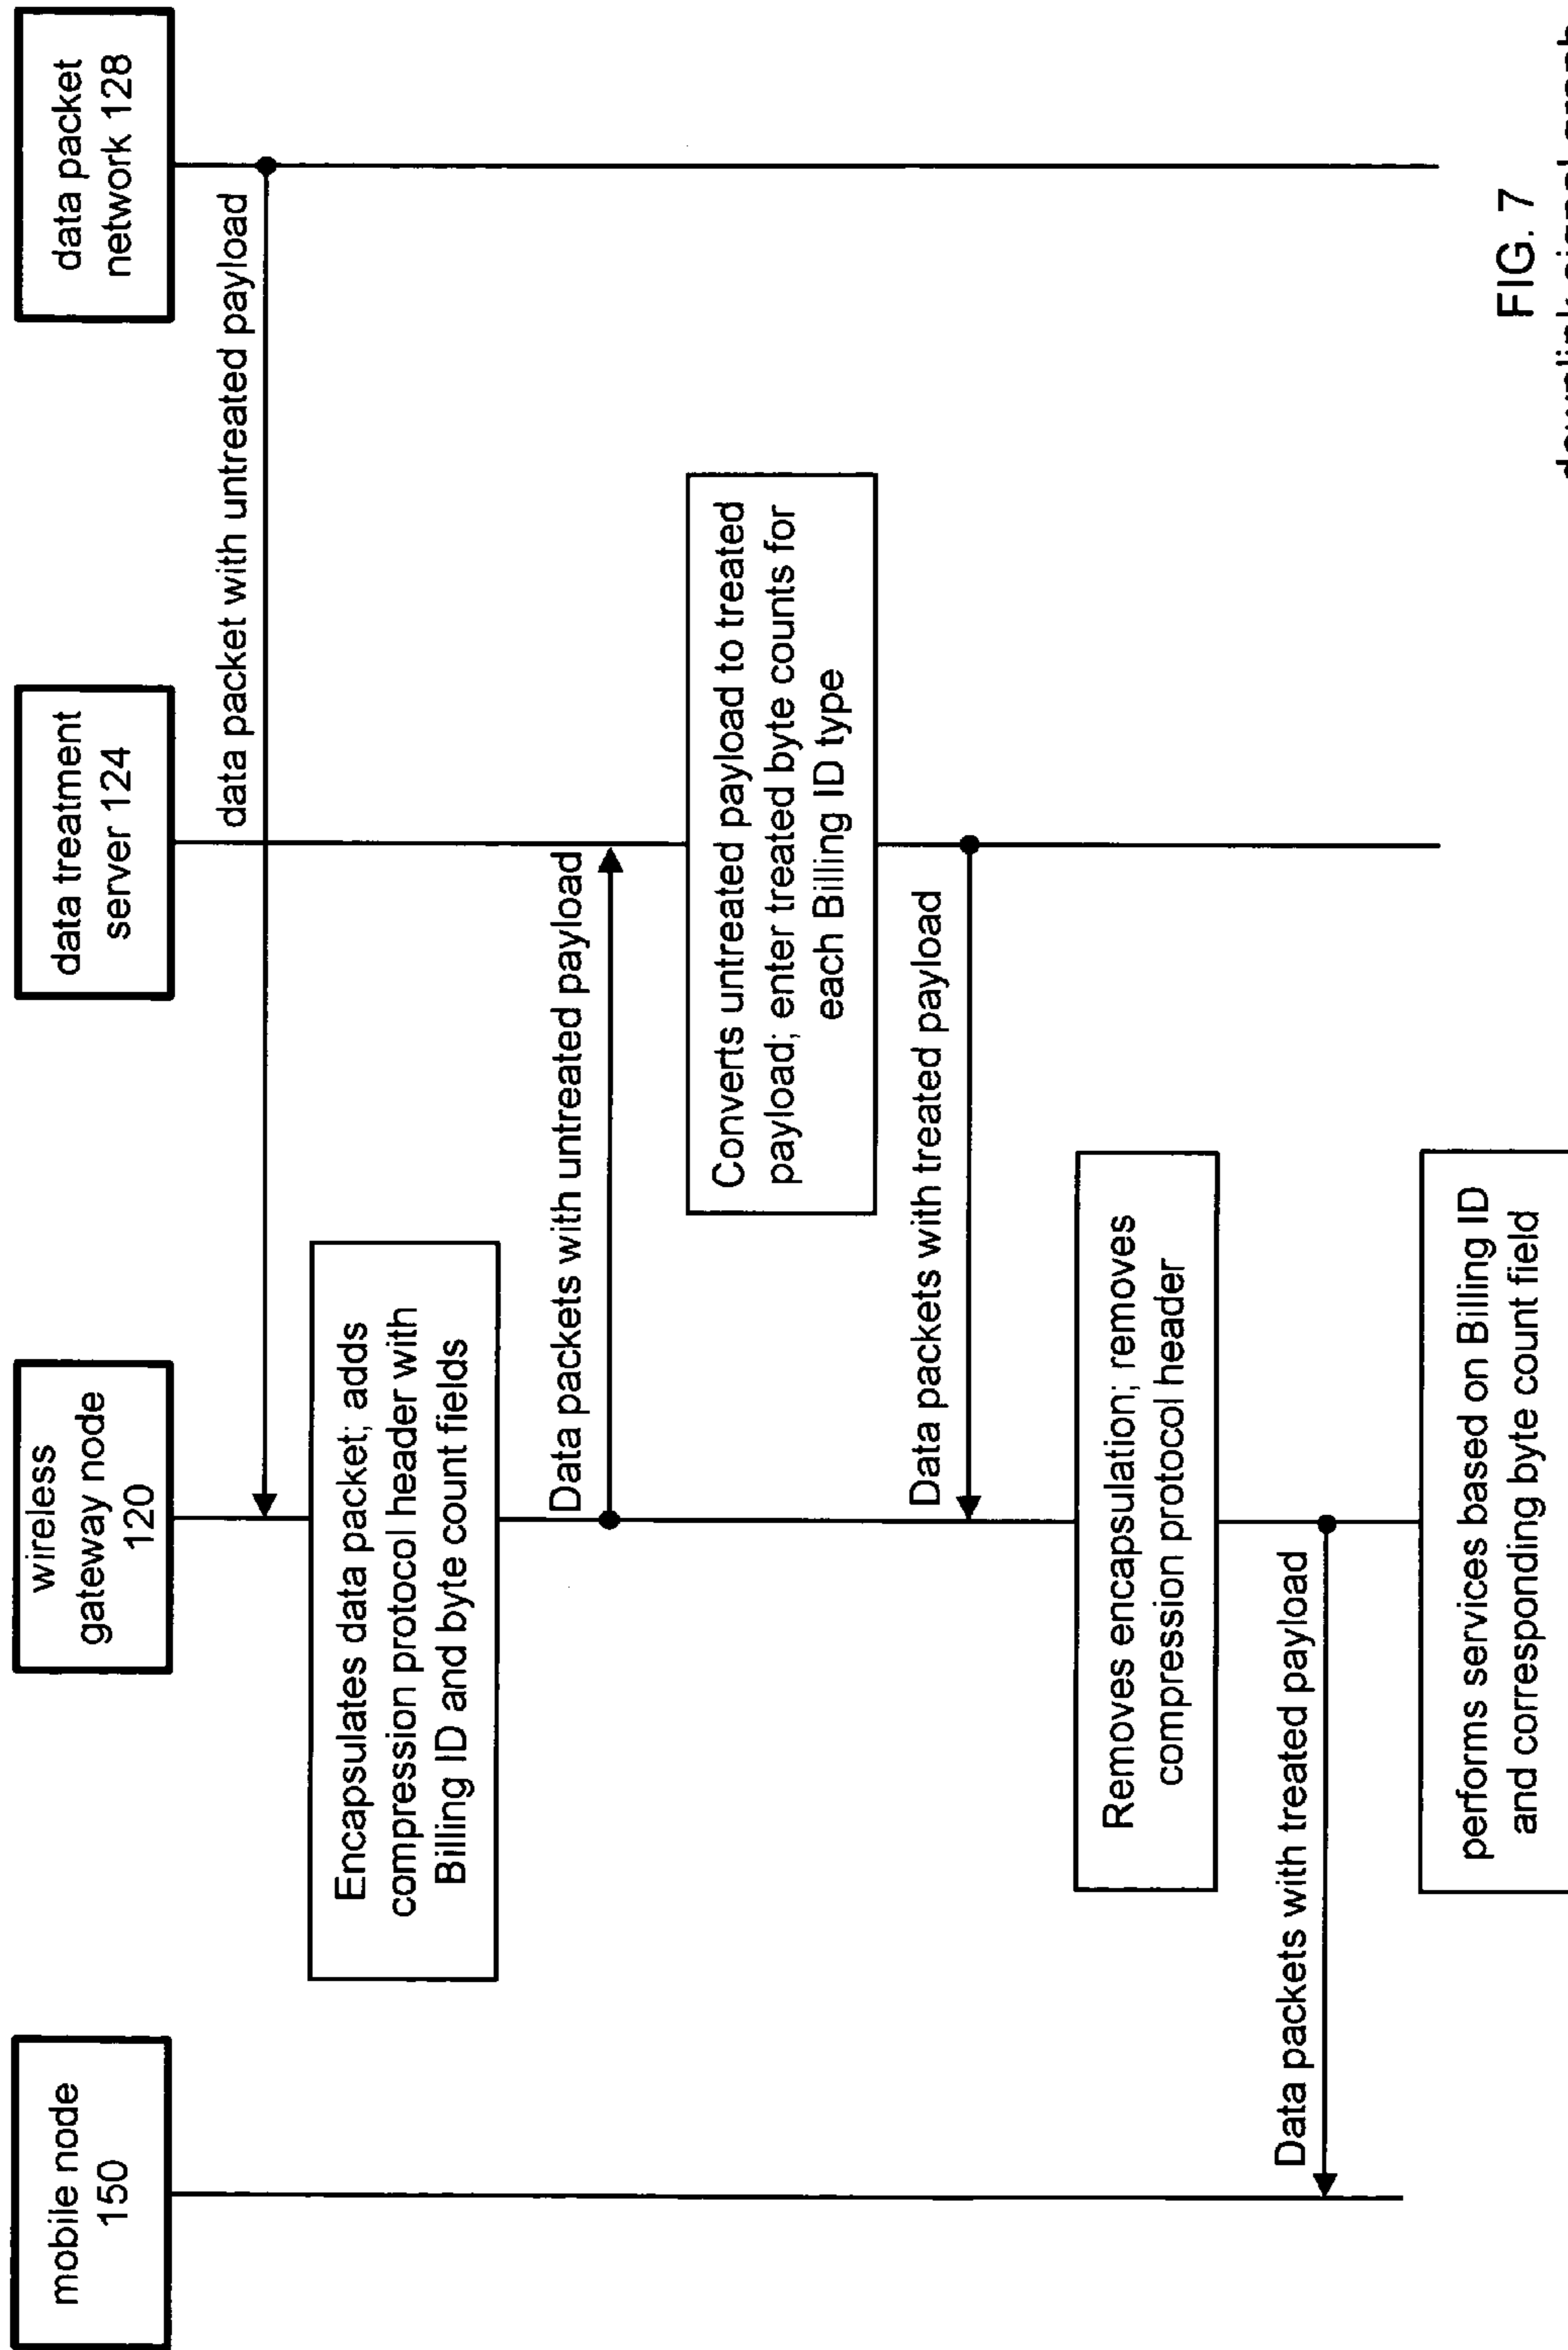 mobile node
150
wireless
gateway node
120
data treatment
server 124
data packet
network 128
data packet with untreated payload
Encapsulates data packet; adds
compression protocol header with
Billing ID and byte count fields
Data packets with untreated payload
Converts untreated payload to treated
payload; enter treated byte counts for
each Billing ID type
Data packets with treated payload
Removes encapsulation; removes
compression protocol header
Data packets with treated payload
performs services based on Billing ID
and corresponding byte count field
FIG. 7
downlink signal graph